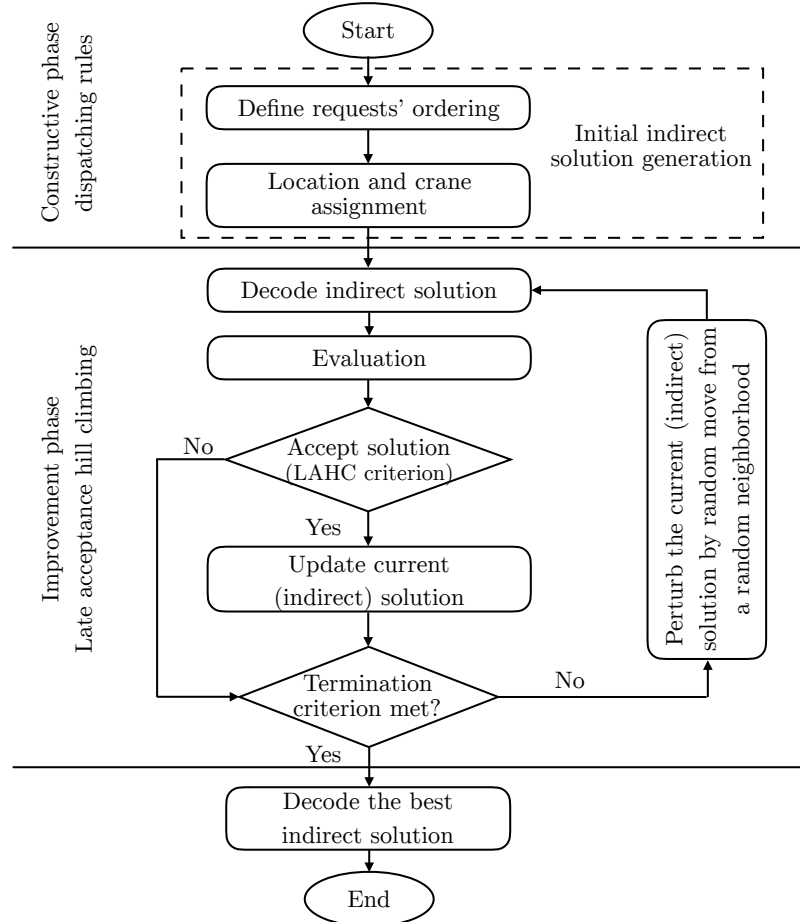 Start
Constructive phase
dispatching rules
Define requests' ordering
Initial indirect
solution generation
Location and crane
assignment
Decode indirect solution
Evaluation
Improvement phase
Late acceptance hill climbing
No
Accept solution
(LAHC criterion)
Yes
Update current
(indirect) solution
Perturb the current (indirect)
solution by random move from
a random neighborhood
Termination
criterion met?
No
Yes
Decode the best
indirect solution
End